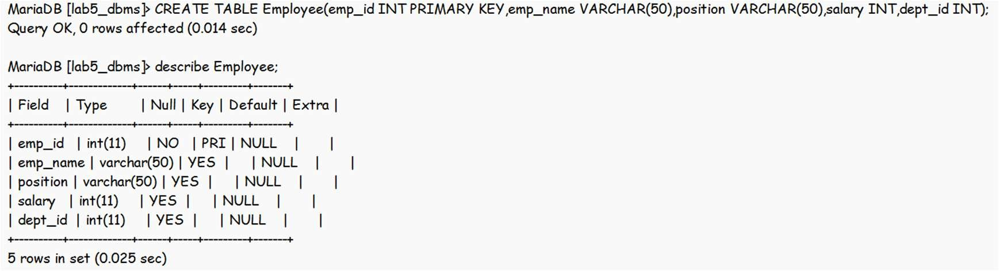 MariaDB [lab5_dbms]> CREATE TABLE Employee(emp_id INT PRIMARY KEY,emp_name VARCHAR(50),position VARCHAR(50),salary INT,dept_id INT);
Query OK, 0 rows affected (0.014 sec)
MariaDB [lab5_dbms]> describe Employee;
+----------+-------------+------+-----+---------+-------+
| Field    | Type        | Null | Key | Default | Extra |
+----------+-------------+------+-----+---------+-------+
| emp_id   | int(11)     | NO   | PRI | NULL    |       |
| emp_name | varchar(50) | YES  |     | NULL    |       |
| position | varchar(50) | YES  |     | NULL    |       |
| salary   | int(11)     | YES  |     | NULL    |       |
| dept_id  | int(11)     | YES  |     | NULL    |       |
+----------+-------------+------+-----+---------+-------+
5 rows in set (0.025 sec)